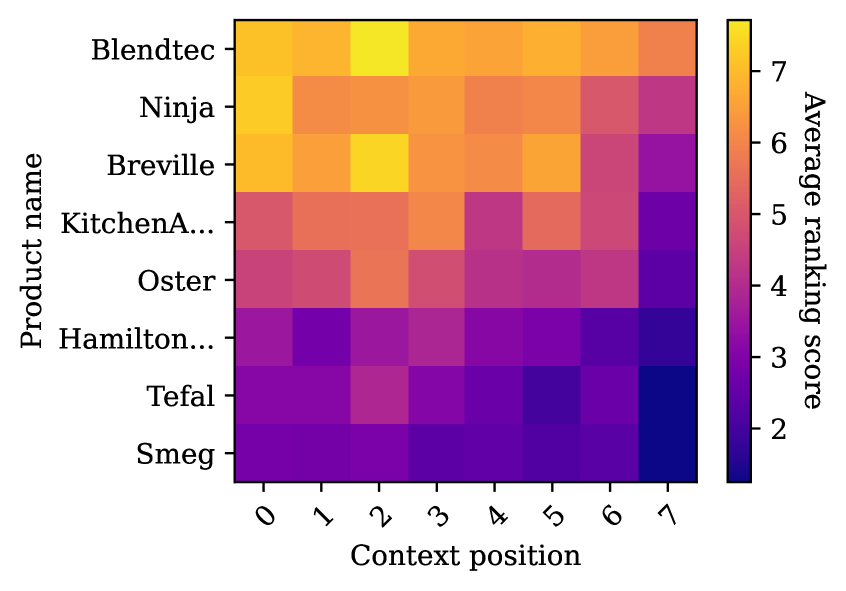 Blendtec
Ninja
Breville
KitchenA...
Oster
Hamilton...
Tefal
Smeg
Product name
0 1 2 3 4 5 6 7
Context position
7
6
5
4
3
2
Average ranking score